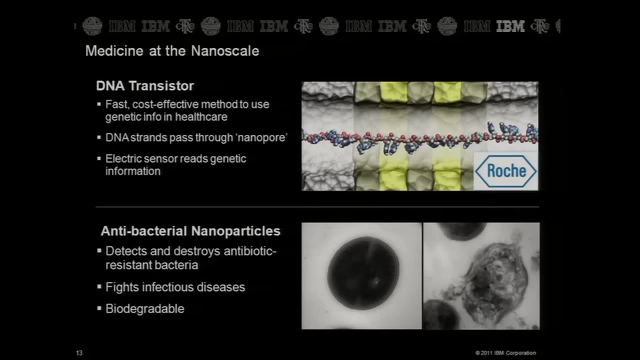 IBM IBM IBM IBM IBM IBM
Medicine at the Nanoscale
DNA Transistor
▪ Fast, cost-effective method to use
genetic info in healthcare
▪ DNA strands pass through 'nanopore'
▪ Electric sensor reads genetic
information
Roche
Anti-bacterial Nanoparticles
▪ Detects and destroys antibiotic-
resistant bacteria
▪ Fights infectious diseases
▪ Biodegradable
13
© 2011 IBM Corporation